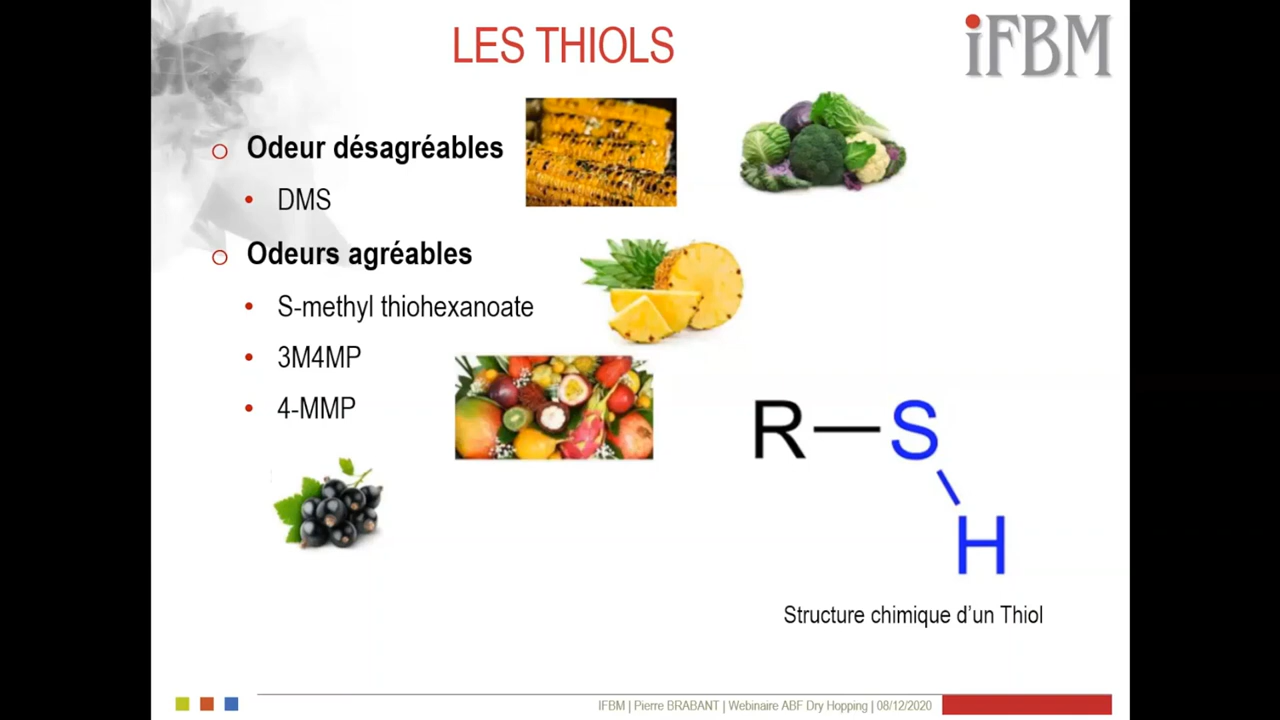 LES THIOLS
iFBM
Odeur désagréables
DMS
Odeurs agréables
S-methyl thiohexanoate
3M4MP
4-MMP
R—S
H
Structure chimique d'un Thiol
IFBM | Pierre BRABANT | Webinaire ABF Dry Hopping | 08/12/2020